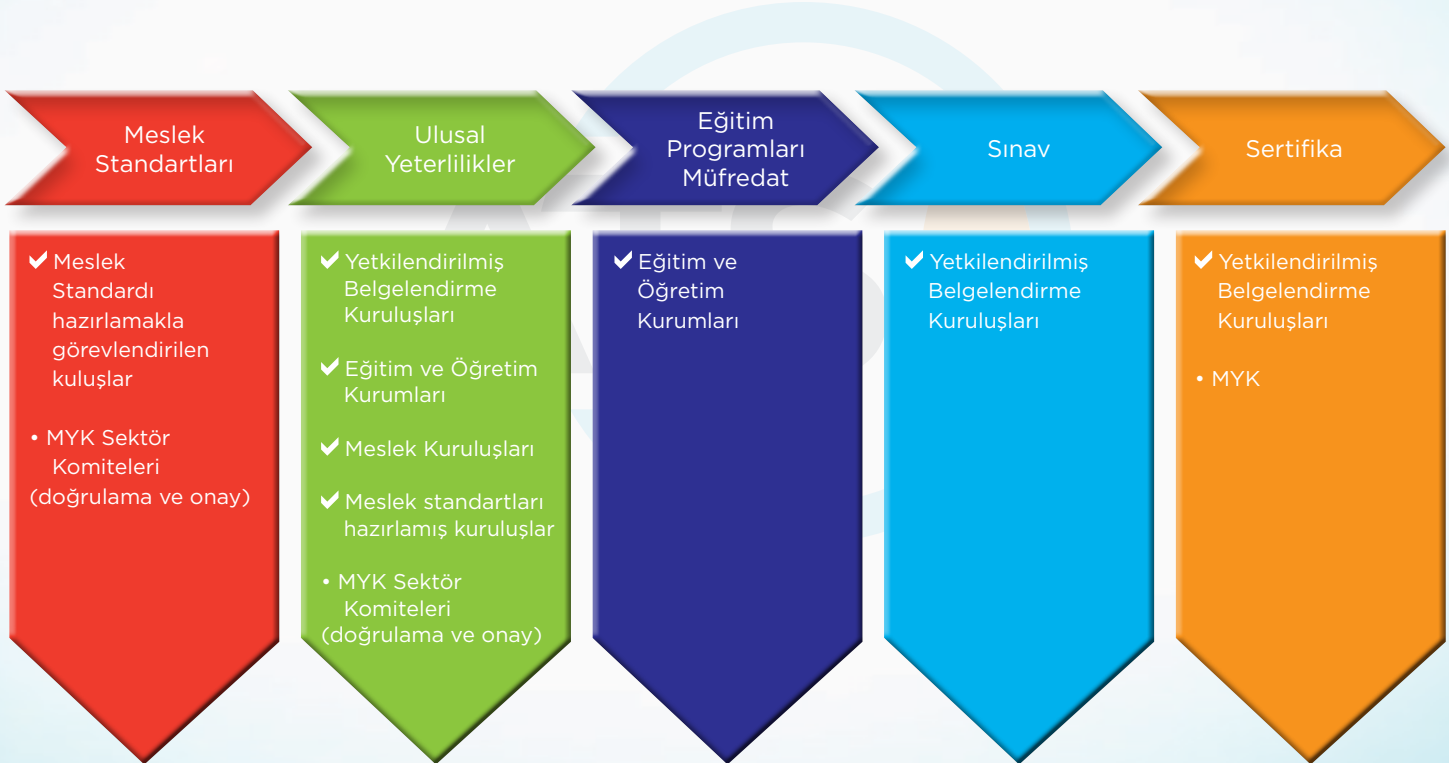 Meslek
Standartları
Ulusal
Yeterlilikler
Eğitim
Programları
Müfredat
Sınav
Sertifika
✔ Meslek
Standardı
hazırlamakla
görevlendirilen
kuluşlar
• MYK Sektör
Komiteleri
(doğrulama ve onay)
✔ Yetkilendirilmiş
Belgelendirme
Kuruluşları
✔ Eğitim ve Öğretim
Kurumları
✔ Meslek Kuruluşları
✔ Meslek standartları
hazırlamış kuruluşlar
• MYK Sektör
Komiteleri
(doğrulama ve onay)
✔ Eğitim ve
Öğretim
Kurumları
✔ Yetkilendirilmiş
Belgelendirme
Kuruluşları
✔ Yetkilendirilmiş
Belgelendirme
Kuruluşları
• MYK